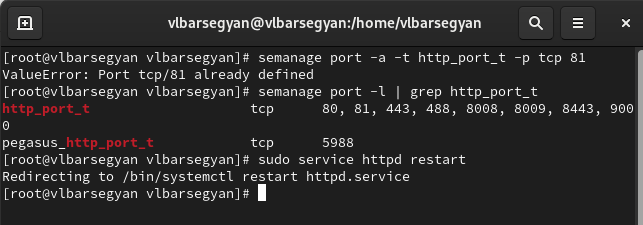 vlbarsegyan@vlbarsegyan:/home/vlbarsegyan
[root@vlbarsegyan vlbarsegyan]# semanage port -a -t http_port_t -p tcp 81
ValueError: Port tcp/81 already defined
[root@vlbarsegyan vlbarsegyan]# semanage port -l | grep http_port_t
http_port_t                    tcp      80, 81, 443, 488, 8008, 8009, 8443, 900
0
pegasus_http_port_t            tcp      5988
[root@vlbarsegyan vlbarsegyan]# sudo service httpd restart
Redirecting to /bin/systemctl restart httpd.service
[root@vlbarsegyan vlbarsegyan]#